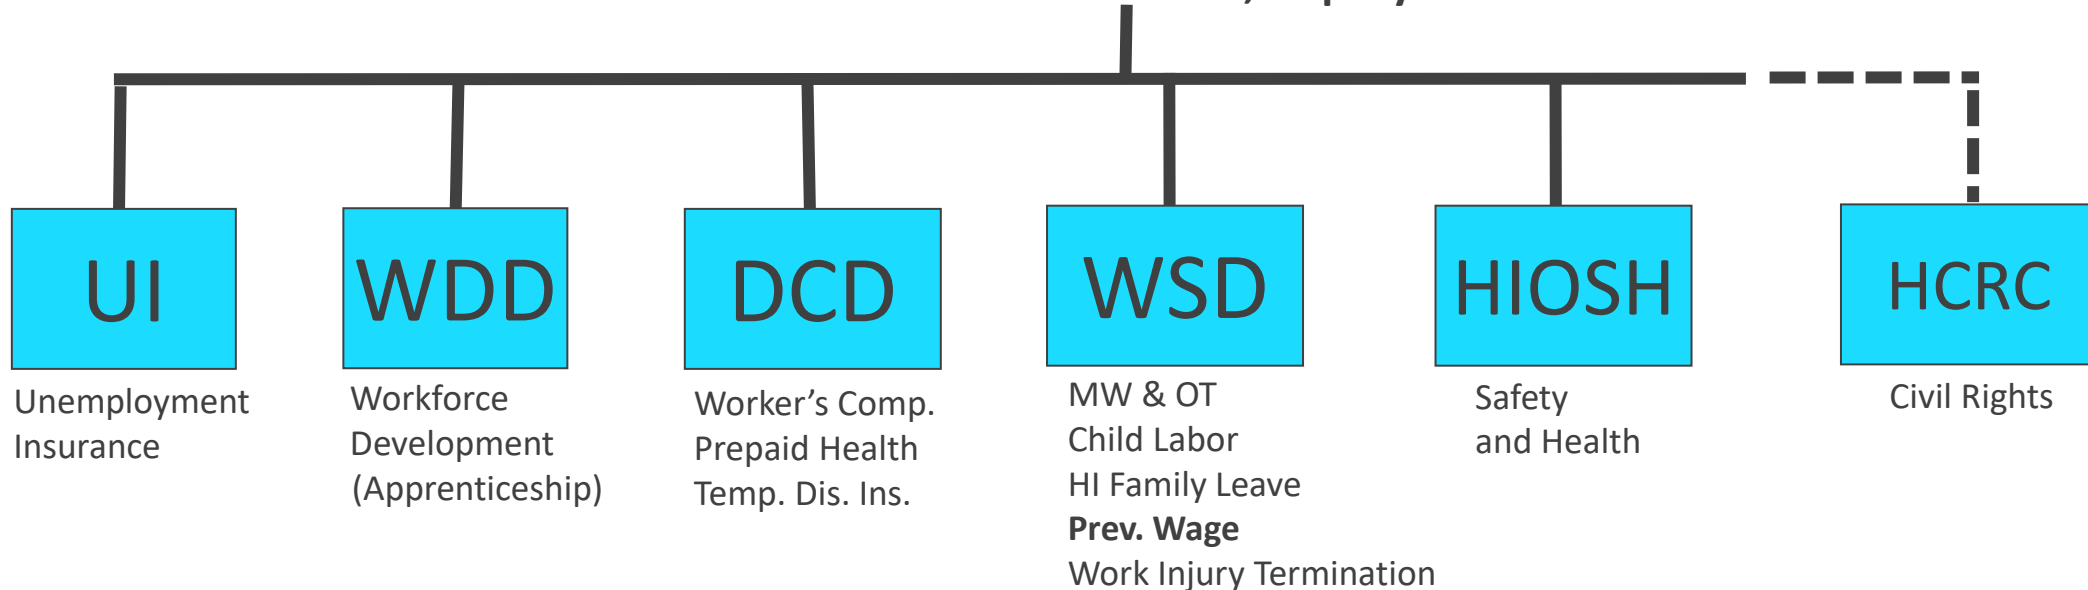 UI
WDD
DCD
WSD
HIOSH
HCRC
Unemployment
Insurance
Workforce
Development
(Apprenticeship)
Worker’s Comp.
Prepaid Health
Temp. Dis. Ins.
MW & OT
Child Labor
HI Family Leave
Prev. Wage
Work Injury Termination
Safety
and Health
Civil Rights